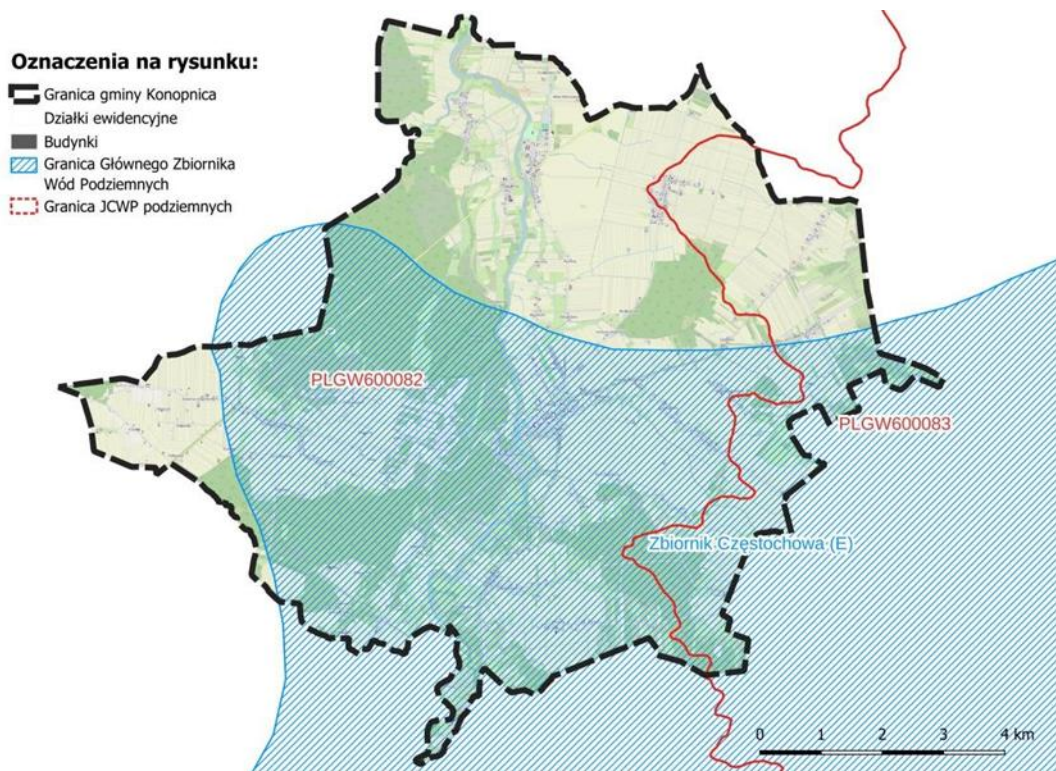 Oznaczenia na rysunku:
Granica gminy Konopnica
Działki ewidencyjne
Budynki
Granica Głównego Zbiornika
Wód Podziemnych
Granica JCWP podziemnych
PLGW600082
PLGW600083
Zbiornik Częstochowa (E)
0 1 2 3 4 km